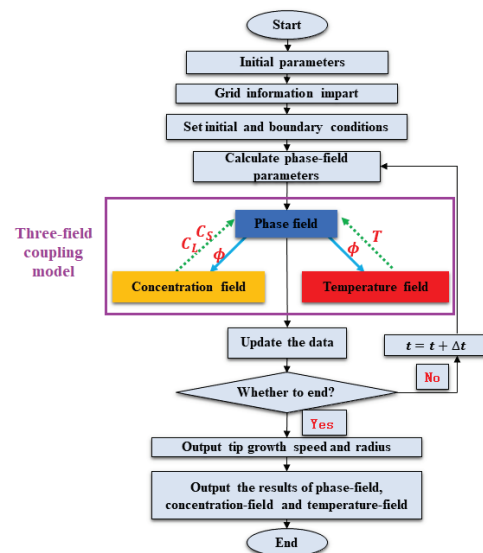 Start
Initial parameters
Grid information impart
Set initial and boundary conditions
Calculate phase-field
parameters
Three-field
coupling
model
Phase field
C_L C_S
ϕ
ϕ
T
Concentration field
Temperature field
Update the data
t = t + Δt
No
Whether to end?
Yes
Output tip growth speed and radius
Output the results of phase-field,
concentration-field and temperature-field
End